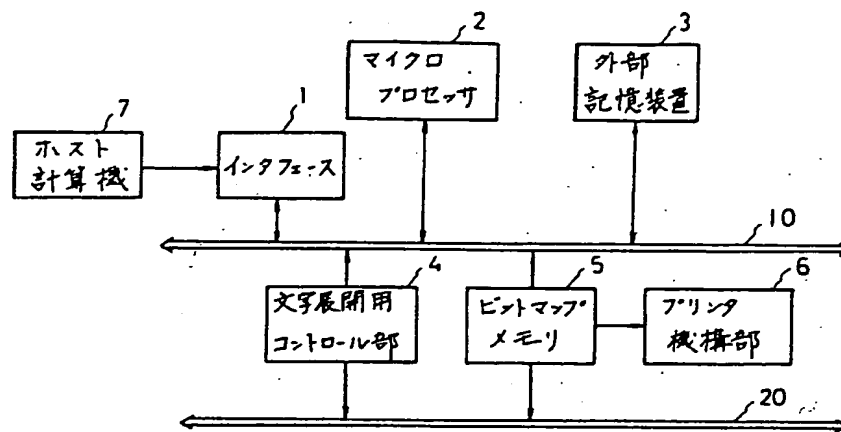 2
マイクロ
プロセッサ
3
外部
記憶装置
7
ホスト
計算機
1
インタフェース
10
4
文字展開用
コントロール部
5
ビットマップ
メモリ
6
プリンタ
機構部
20